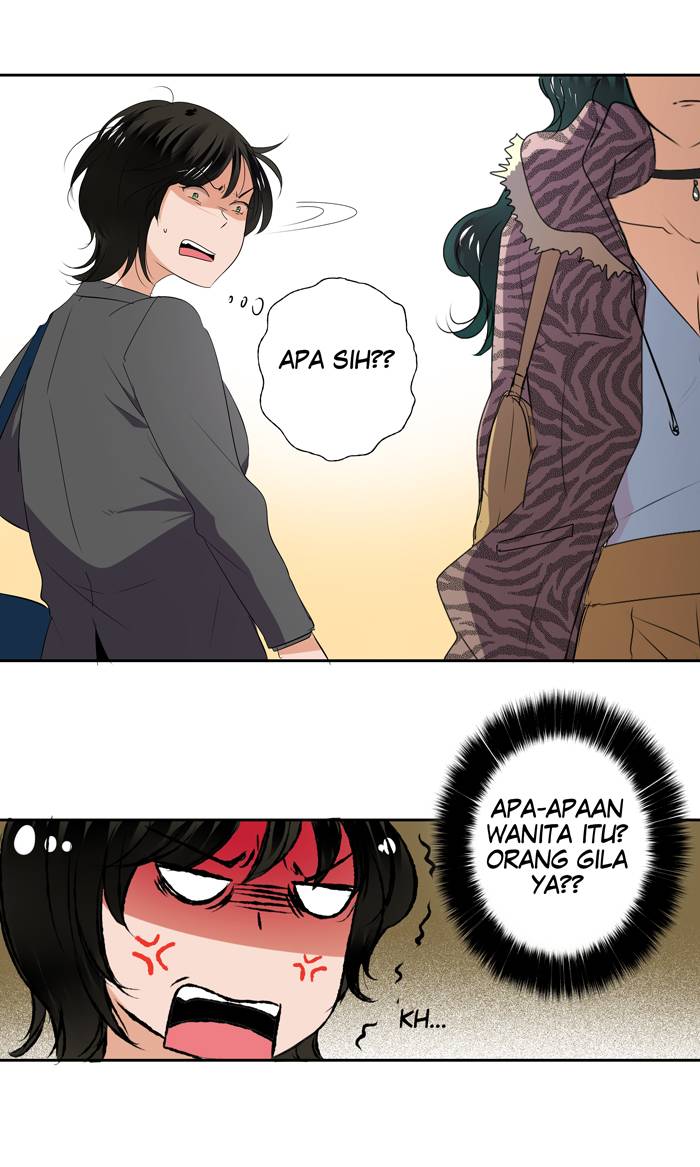 APA SIH??
APA-APAAN
WANITA ITU?
ORANG GILA
YA??
KH...